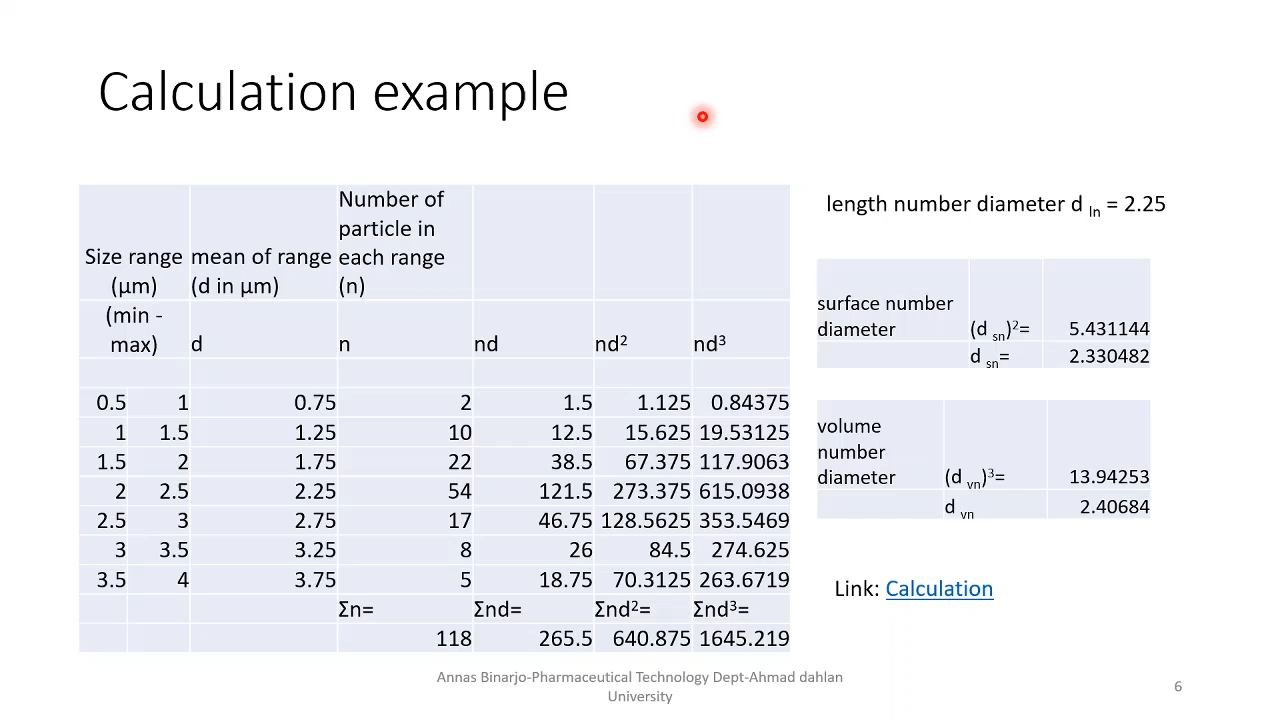 Calculation example
Size range (μm) (min - max) mean of range (d in μm) Number of particle in each range (n)
d n nd nd² nd³
0.5 1 0.75 2 1.5 1.125 0.84375
1 1.5 1.25 10 12.5 15.625 19.53125
1.5 2 1.75 22 38.5 67.375 117.9063
2 2.5 2.25 54 121.5 273.375 615.0938
2.5 3 2.75 17 46.75 128.5625 353.5469
3 3.5 3.25 8 26 84.5 274.625
3.5 4 3.75 5 18.75 70.3125 263.6719
Σn= Σnd= Σnd²= Σnd³=
118 265.5 640.875 1645.219
length number diameter d ln = 2.25
surface number
diameter (d sn)²= 5.431144
d sn= 2.330482
volume
number
diameter (d vn)³= 13.94253
d vn 2.40684
Link: Calculation
Annas Binarjo-Pharmaceutical Technology Dept-Ahmad dahlan
University
6